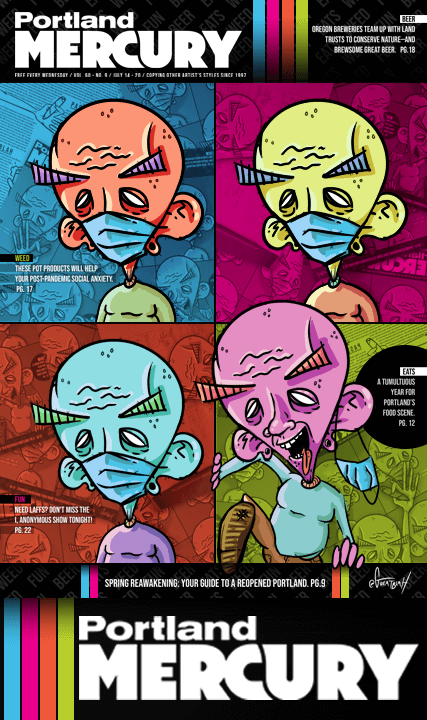 Portland
MERCURY
FREE EVERY WEDNESDAY / VOL. 60 - NO. 9 / JULY 14 - 20 / COPYING OTHER ARTIST'S STYLES SINCE 1997
BEER
OREGON BREWERIES TEAM UP WITH LAND
TRUSTS TO CONSERVE NATURE—AND
BREWSOME GREAT BEER. PG.18
WEED
THESE POT PRODUCTS WILL HELP
YOUR POST-PANDEMIC SOCIAL ANXIETY.
PG. 17
EATS
A TUMULTUOUS
YEAR FOR
PORTLAND'S
FOOD SCENE.
PG. 12
FUN
NEED LAFFS? DON'T MISS THE
I, ANONYMOUS SHOW TONIGHT!
PG. 22
SPRING REAWAKENING; YOUR GUIDE TO A REOPENED PORTLAND. PG.9
Portland
MERCURY